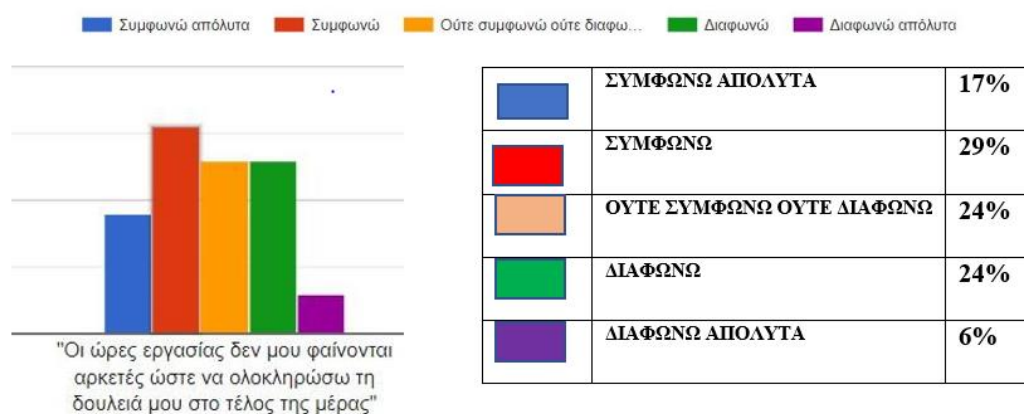 Συμφωνώ απόλυτα Συμφωνώ Ούτε συμφωνώ ούτε διαφω... Διαφωνώ Διαφωνώ απόλυτα
"Οι ώρες εργασίας δεν μου φαίνονται
αρκετές ώστε να ολοκληρώσω τη
δουλειά μου στο τέλος της μέρας"
ΣΥΜΦΩΝΩ ΑΠΟΛΥΤΑ 17%
ΣΥΜΦΩΝΩ 29%
ΟΥΤΕ ΣΥΜΦΩΝΩ ΟΥΤΕ ΔΙΑΦΩΝΩ 24%
ΔΙΑΦΩΝΩ 24%
ΔΙΑΦΩΝΩ ΑΠΟΛΥΤΑ 6%